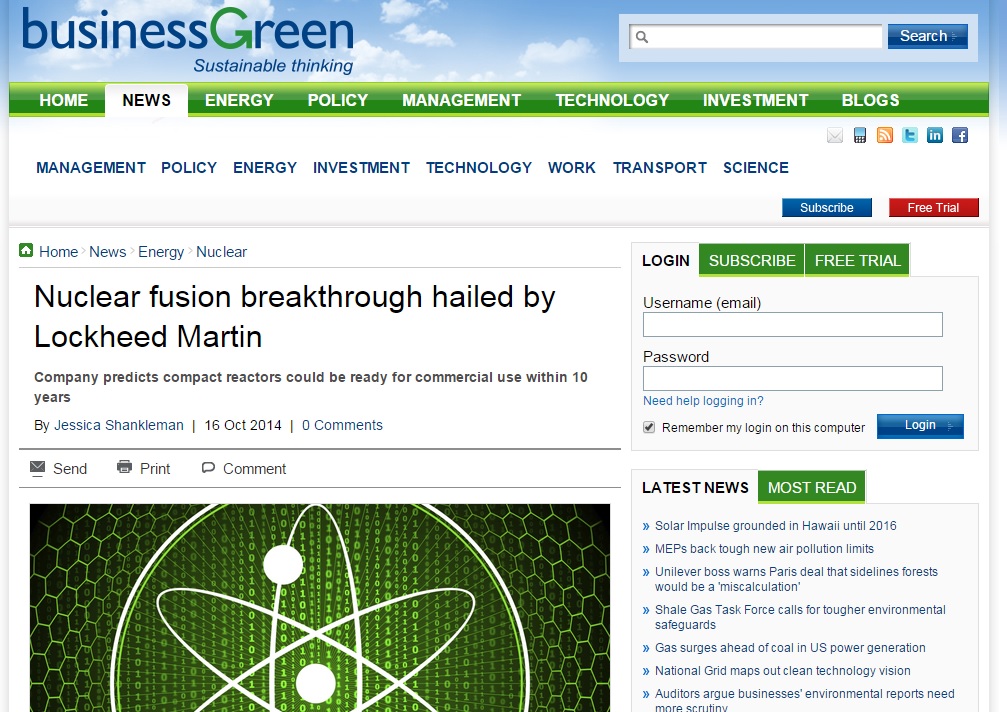 businessGreen
Sustainable thinking
Search
HOME
NEWS
ENERGY
POLICY
MANAGEMENT
TECHNOLOGY
INVESTMENT
BLOGS
MANAGEMENT
POLICY
ENERGY
INVESTMENT
TECHNOLOGY
WORK
TRANSPORT
SCIENCE
Subscribe
Free Trial
Home › News › Energy › Nuclear
Nuclear fusion breakthrough hailed by
Lockheed Martin
Company predicts compact reactors could be ready for commercial use within 10
years
By Jessica Shankleman | 16 Oct 2014 | 0 Comments
Send
Print
Comment
LOGIN
SUBSCRIBE
FREE TRIAL
Username (email)
Password
Need help logging in?
Remember my login on this computer
Login
LATEST NEWS
MOST READ
» Solar Impulse grounded in Hawaii until 2016
» MEPs back tough new air pollution limits
» Unilever boss warns Paris deal that sidelines forests
would be a 'miscalculation'
» Shale Gas Task Force calls for tougher environmental
safeguards
» Gas surges ahead of coal in US power generation
» National Grid maps out clean technology vision
» Auditors argue businesses' environmental reports need
more scrutiny